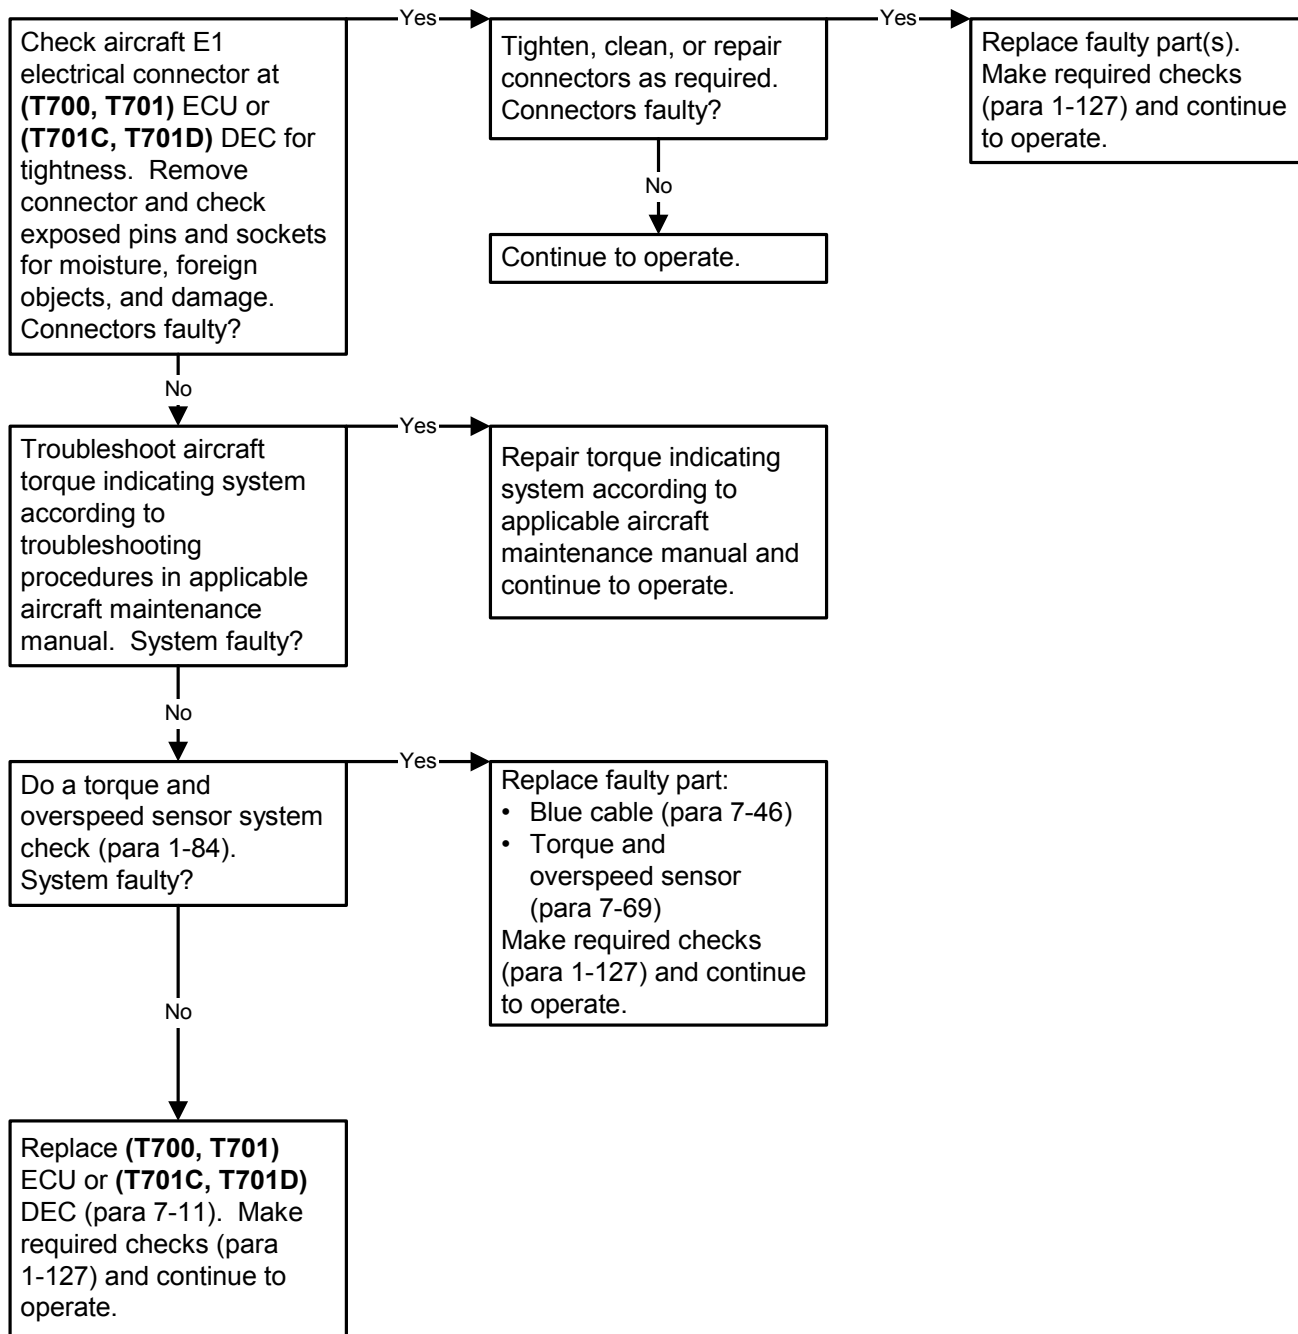 Check aircraft E1
electrical connector at
(T700, T701) ECU or
(T701C, T701D) DEC for
tightness.  Remove
connector and check
exposed pins and sockets
for moisture, foreign
objects, and damage.
Connectors faulty?
Yes
Tighten, clean, or repair
connectors as required.
Connectors faulty?
Yes
Replace faulty part(s).
Make required checks
(para 1-127) and continue
to operate.
No
Continue to operate.
No
Troubleshoot aircraft
torque indicating system
according to
troubleshooting
procedures in applicable
aircraft maintenance
manual.  System faulty?
Yes
Repair torque indicating
system according to
applicable aircraft
maintenance manual and
continue to operate.
No
Do a torque and
overspeed sensor system
check (para 1-84).
System faulty?
Yes
Replace faulty part:
• Blue cable (para 7-46)
• Torque and
overspeed sensor
(para 7-69)
Make required checks
(para 1-127) and continue
to operate.
No
Replace (T700, T701)
ECU or (T701C, T701D)
DEC (para 7-11).  Make
required checks (para
1-127) and continue to
operate.